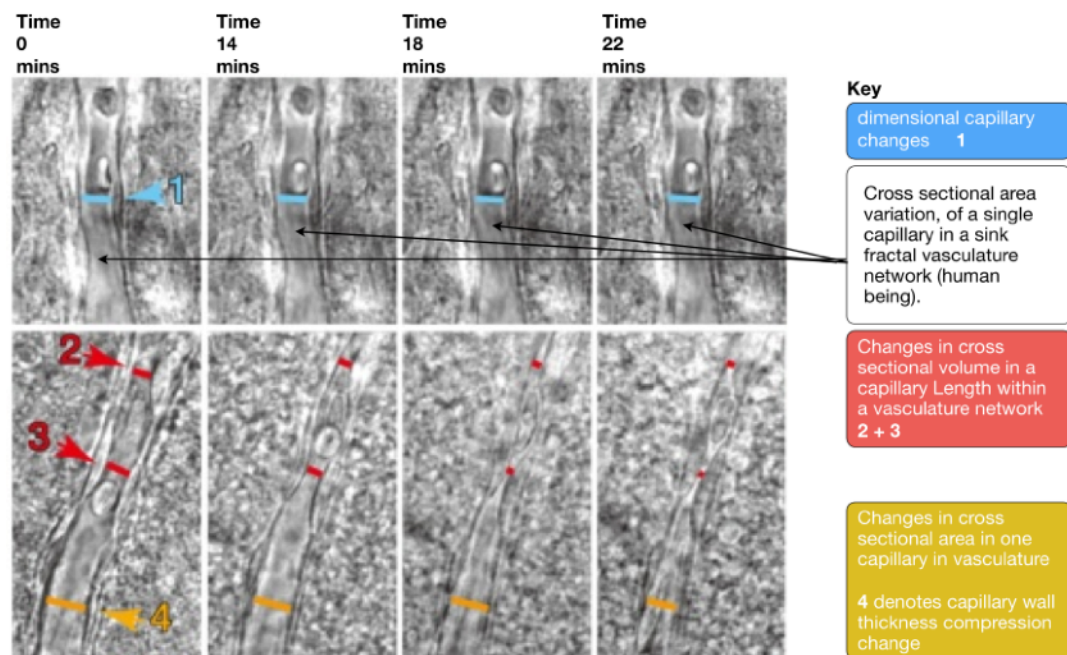 Time
0
mins
Time
14
mins
Time
18
mins
Time
22
mins
Key
dimensional capillary
changes 1
Cross sectional area
variation, of a single
capillary in a sink
fractal vasculature
network (human
being).
Changes in cross
sectional volume in a
capillary Length within
a vasculature network
2 + 3
Changes in cross
sectional area in one
capillary in vasculature
4 denotes capillary wall
thickness compression
change
1
2
3
4